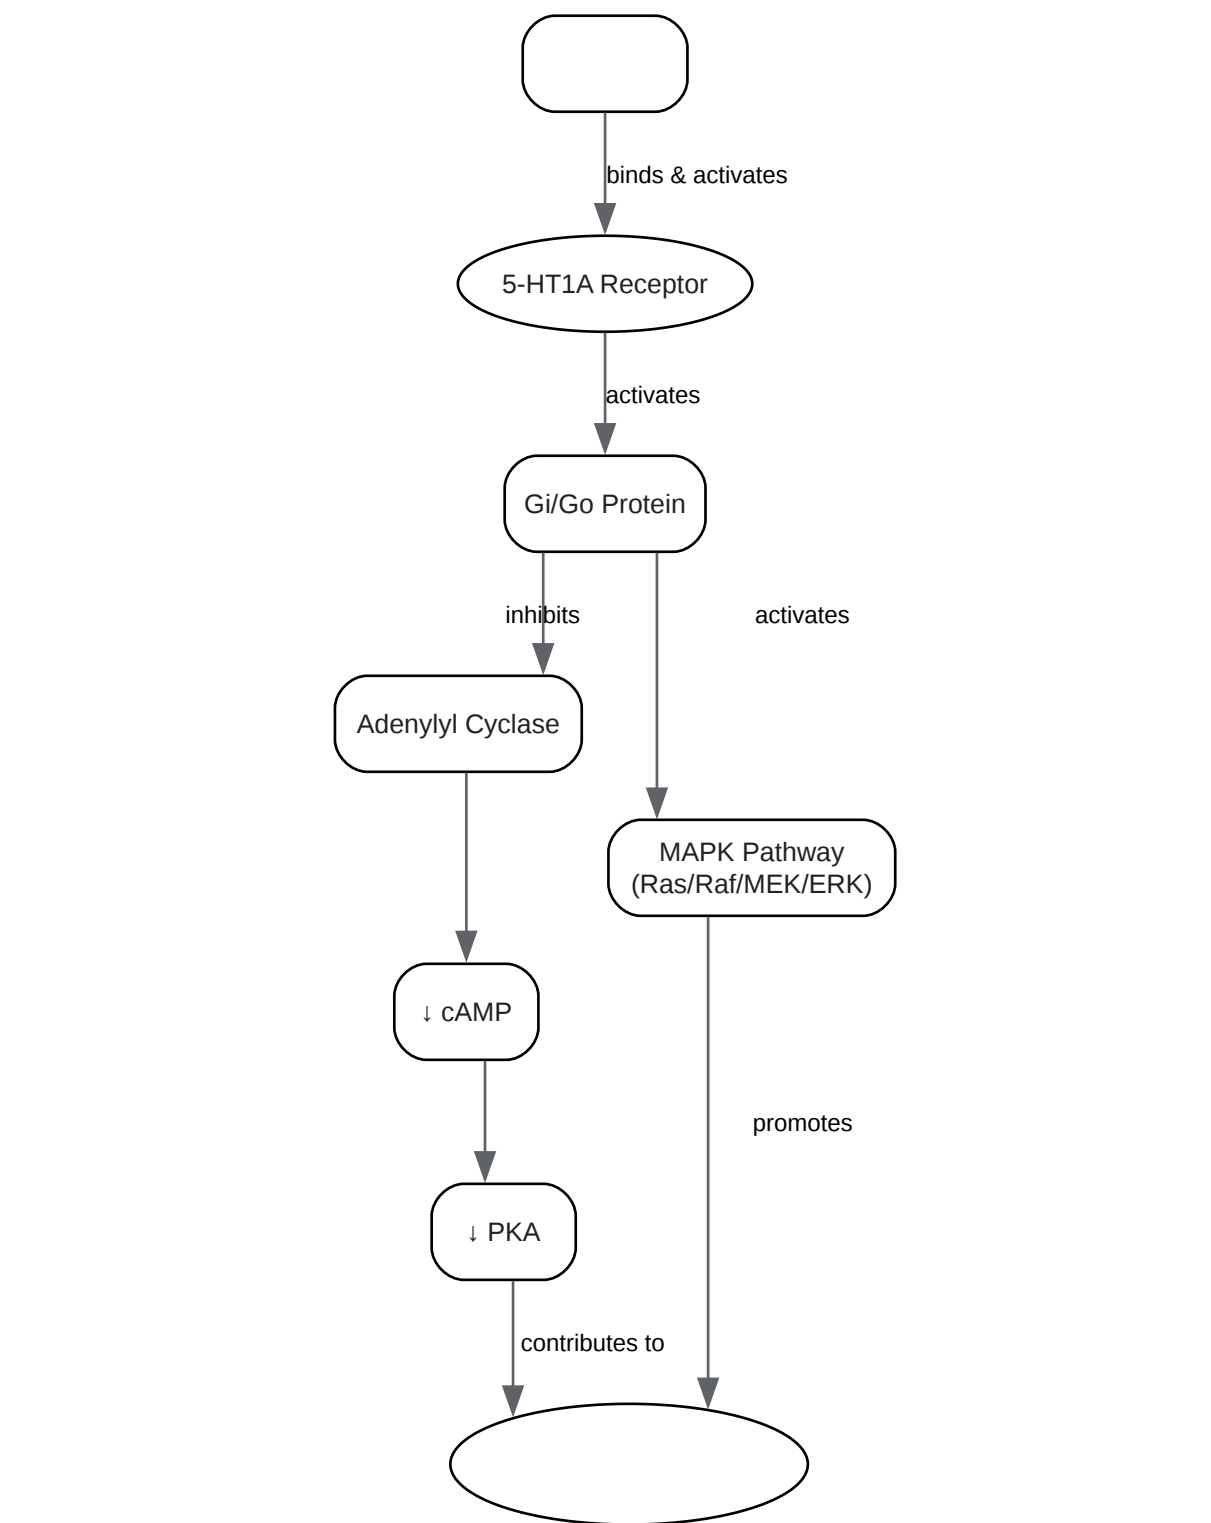 binds & activates
5-HT1A Receptor
activates
Gi/Go Protein
inhibits
activates
Adenylyl Cyclase
MAPK Pathway
(Ras/Raf/MEK/ERK)
↓ cAMP
promotes
↓ PKA
contributes to